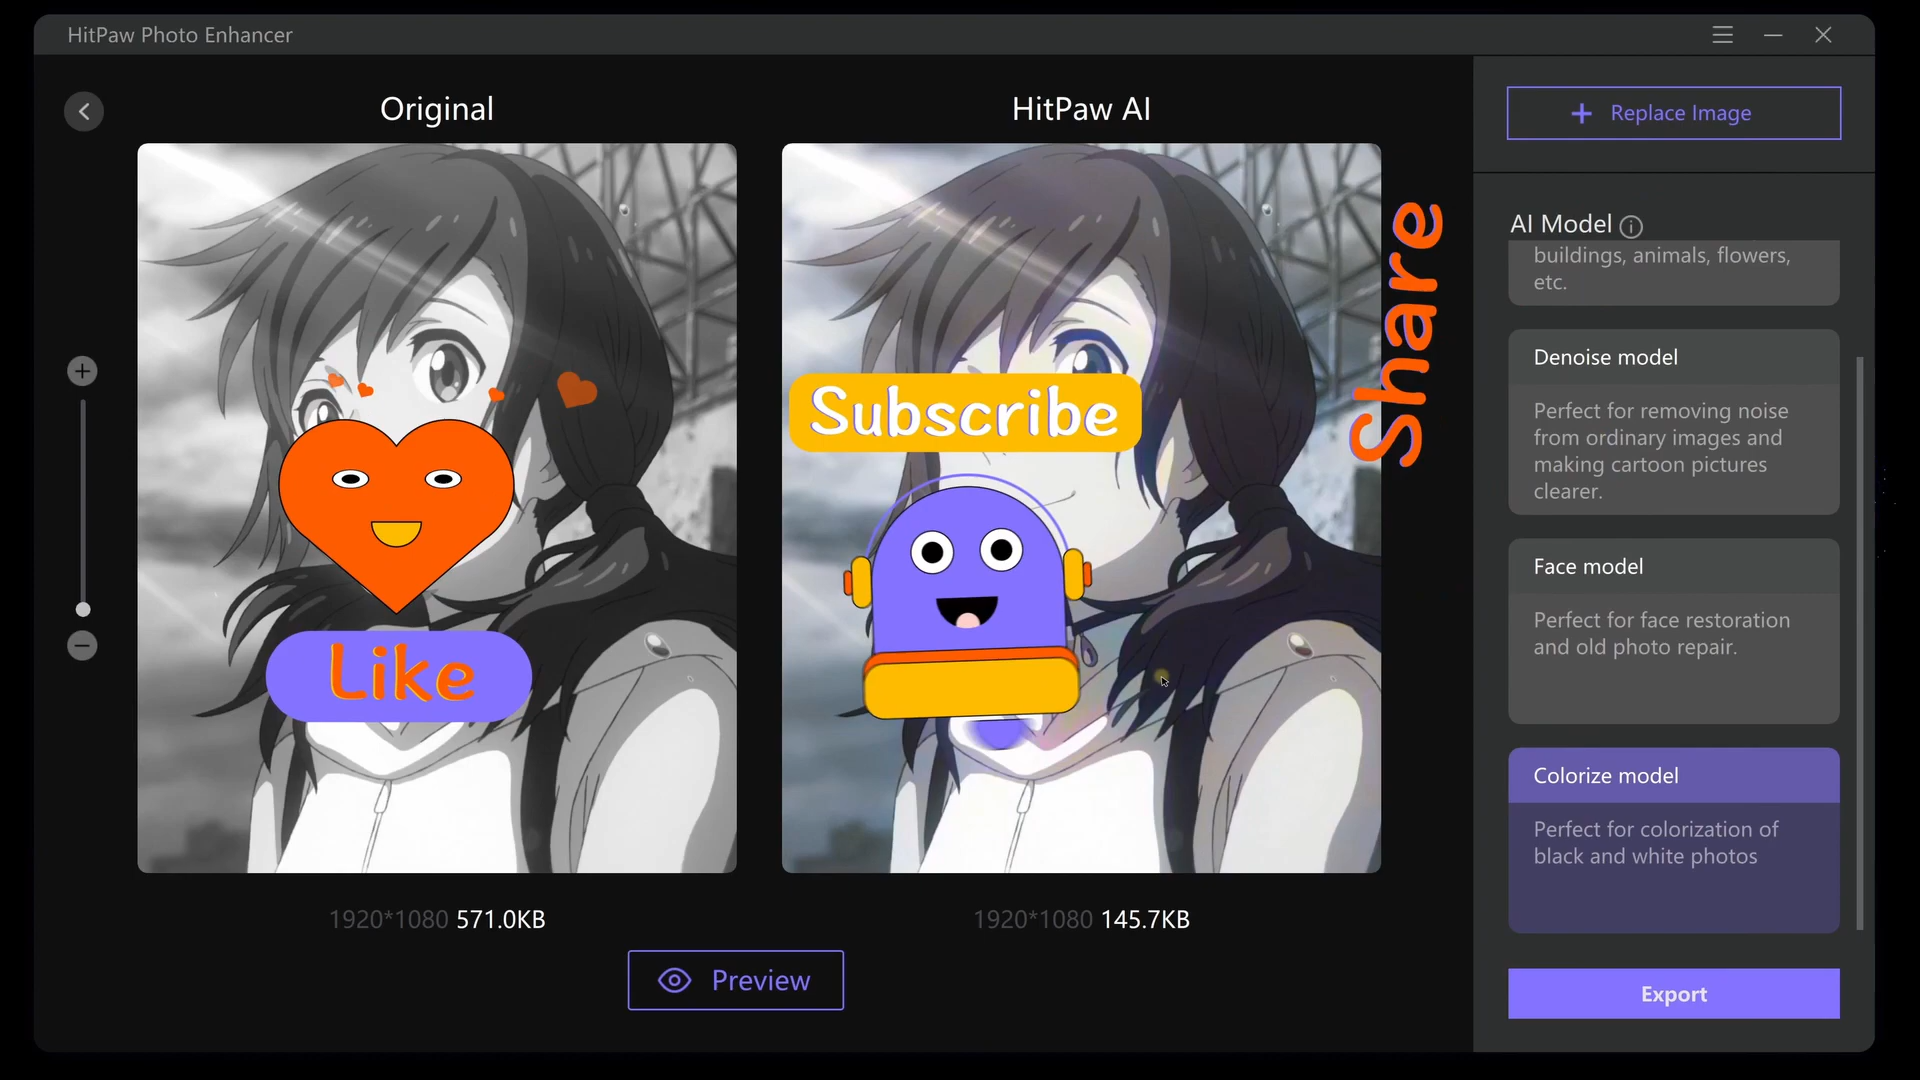 HitPaw Photo Enhancer
Original
HitPaw AI
Replace Image
AI Model
buildings, animals, flowers,
etc.
Denoise model
Perfect for removing noise
from ordinary images and
making cartoon pictures
clearer.
Face model
Perfect for face restoration
and old photo repair.
Colorize model
Perfect for colorization of
black and white photos
Share
Subscribe
Like
1920*1080 571.0KB
1920*1080 145.7KB
Preview
Export